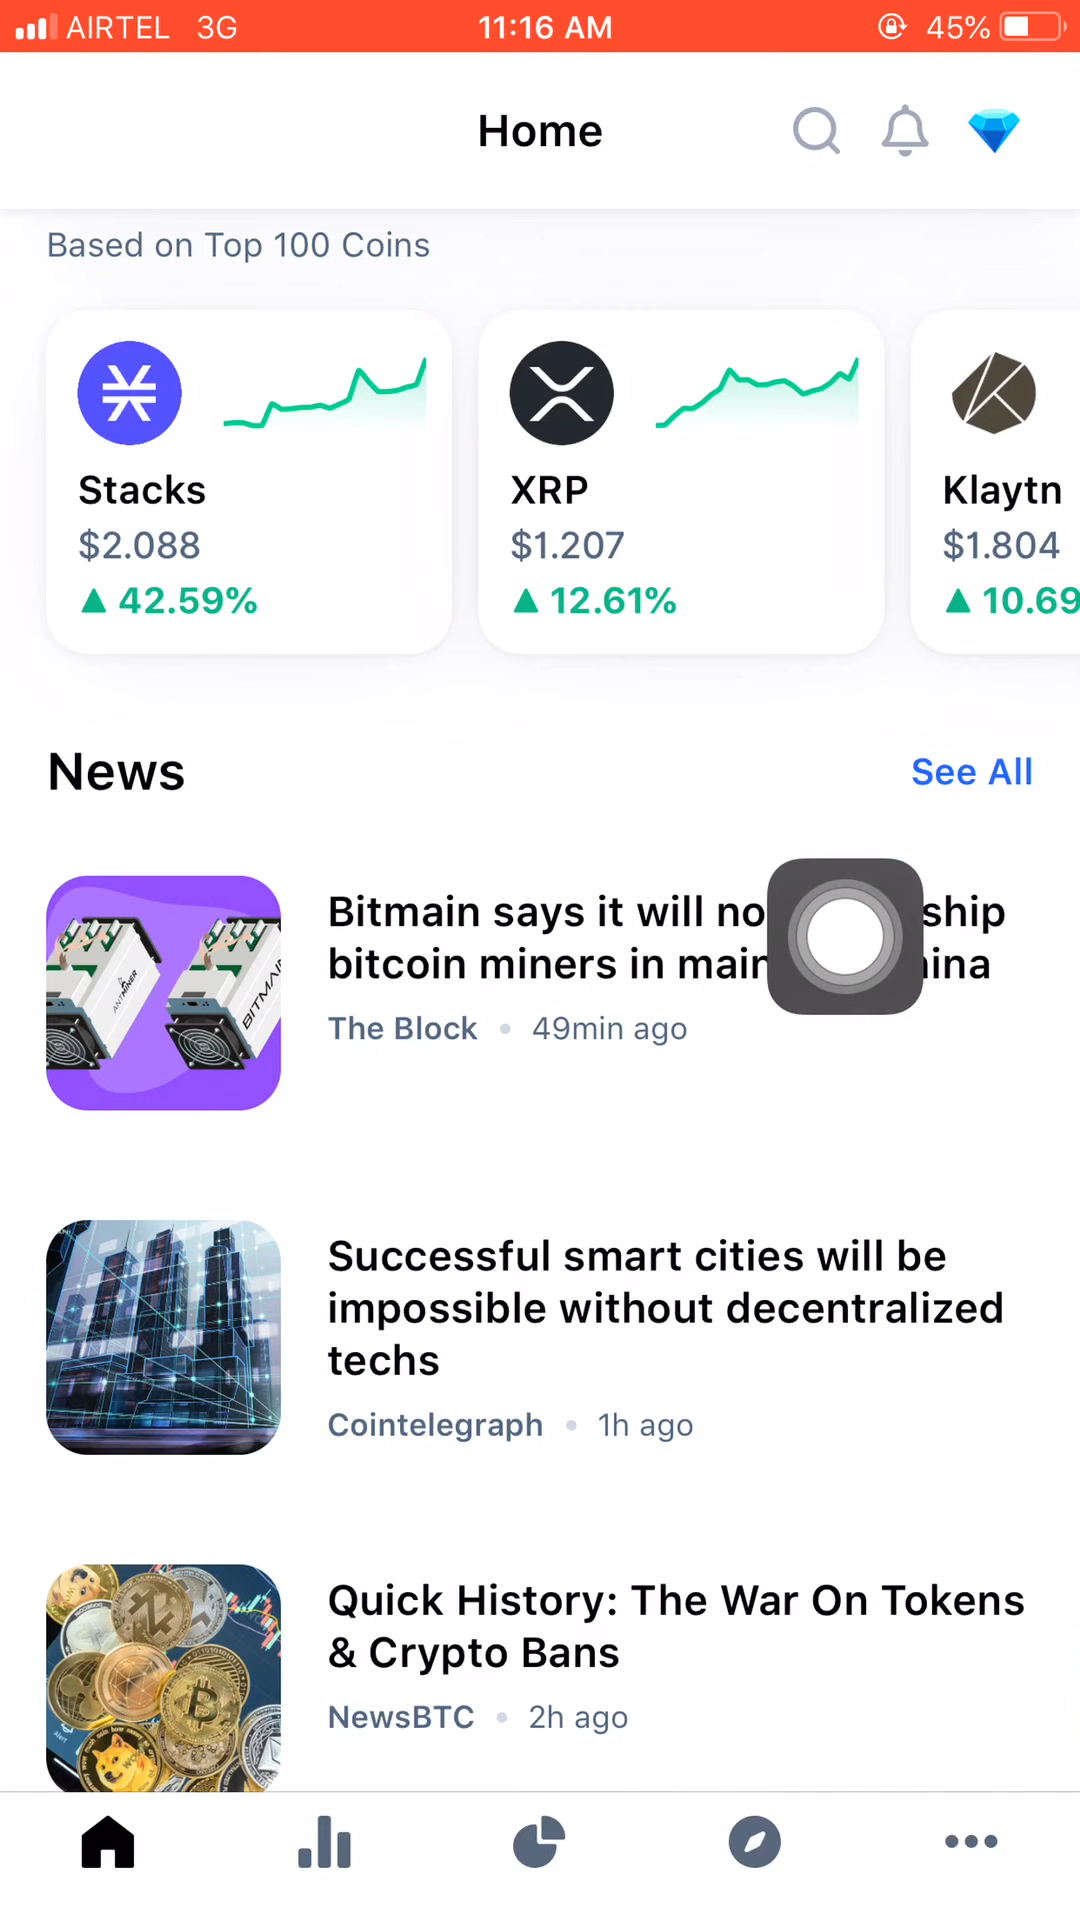 AIRTEL 3G 11:16 AM 45%
Home
Based on Top 100 Coins
Stacks
$2.088
▲ 42.59%
XRP
$1.207
▲ 12.61%
Klaytn
$1.804
▲ 10.69
News See All
Bitmain says it will ship
bitcoin miners in
The Block • 49min ago
ANTMINER
Successful smart cities will be
impossible without decentralized
techs
Cointelegraph • 1h ago
Quick History: The War On Tokens
& Crypto Bans
NewsBTC • 2h ago